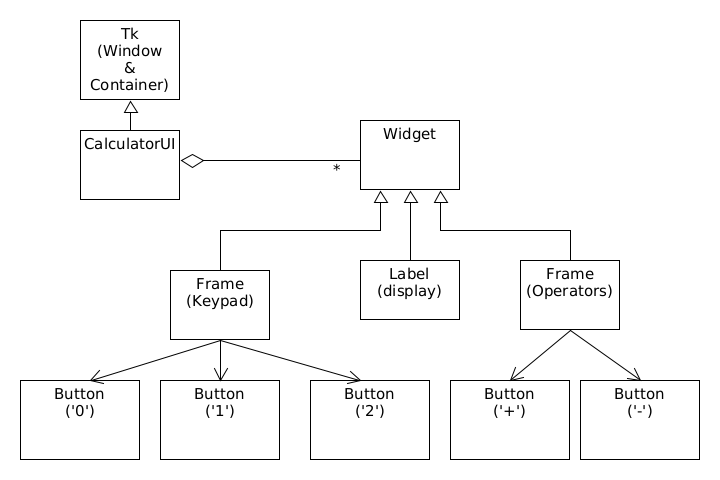 Tk
(Window
&
Container)
CalculatorUI
Widget
*
Frame
(Keypad)
Label
(display)
Frame
(Operators)
Button
('0')
Button
('1')
Button
('2')
Button
('+')
Button
('-')